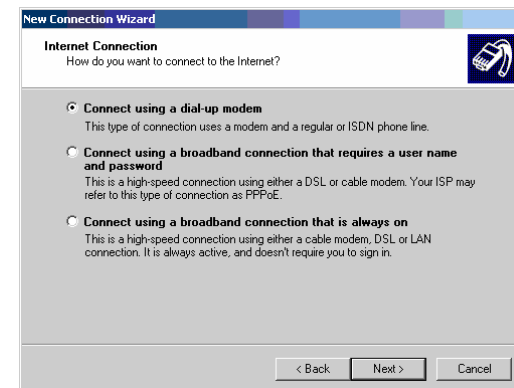 New Connection Wizard
Internet Connection
How do you want to connect to the Internet?
Connect using a dial-up modem
This type of connection uses a modem and a regular or ISDN phone line.
Connect using a broadband connection that requires a user name
and password
This is a high-speed connection using either a DSL or cable modem. Your ISP may
refer to this type of connection as PPPoE.
Connect using a broadband connection that is always on
This is a high-speed connection using either a cable modem, DSL or LAN
connection. It is always active, and doesn't require you to sign in.
< Back Next > Cancel